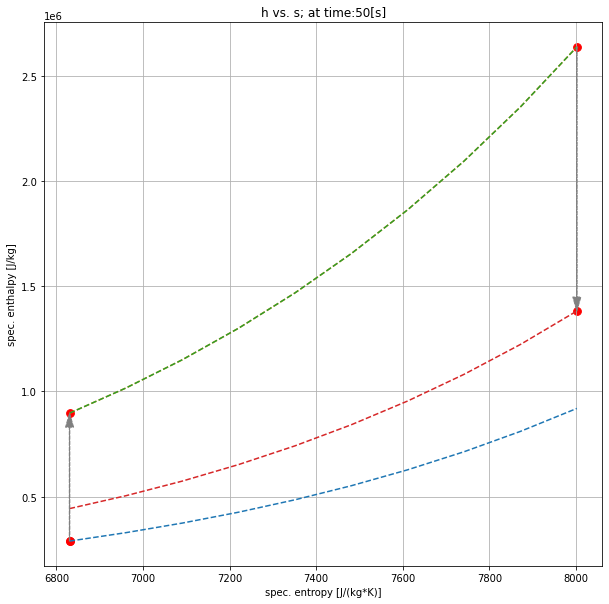 h vs. s; at time:50[s]
1e6
2.5
2.0
1.5
1.0
0.5
spec. enthalpy [J/kg]
6800 7000 7200 7400 7600 7800 8000
spec. entropy [J/(kg*K)]